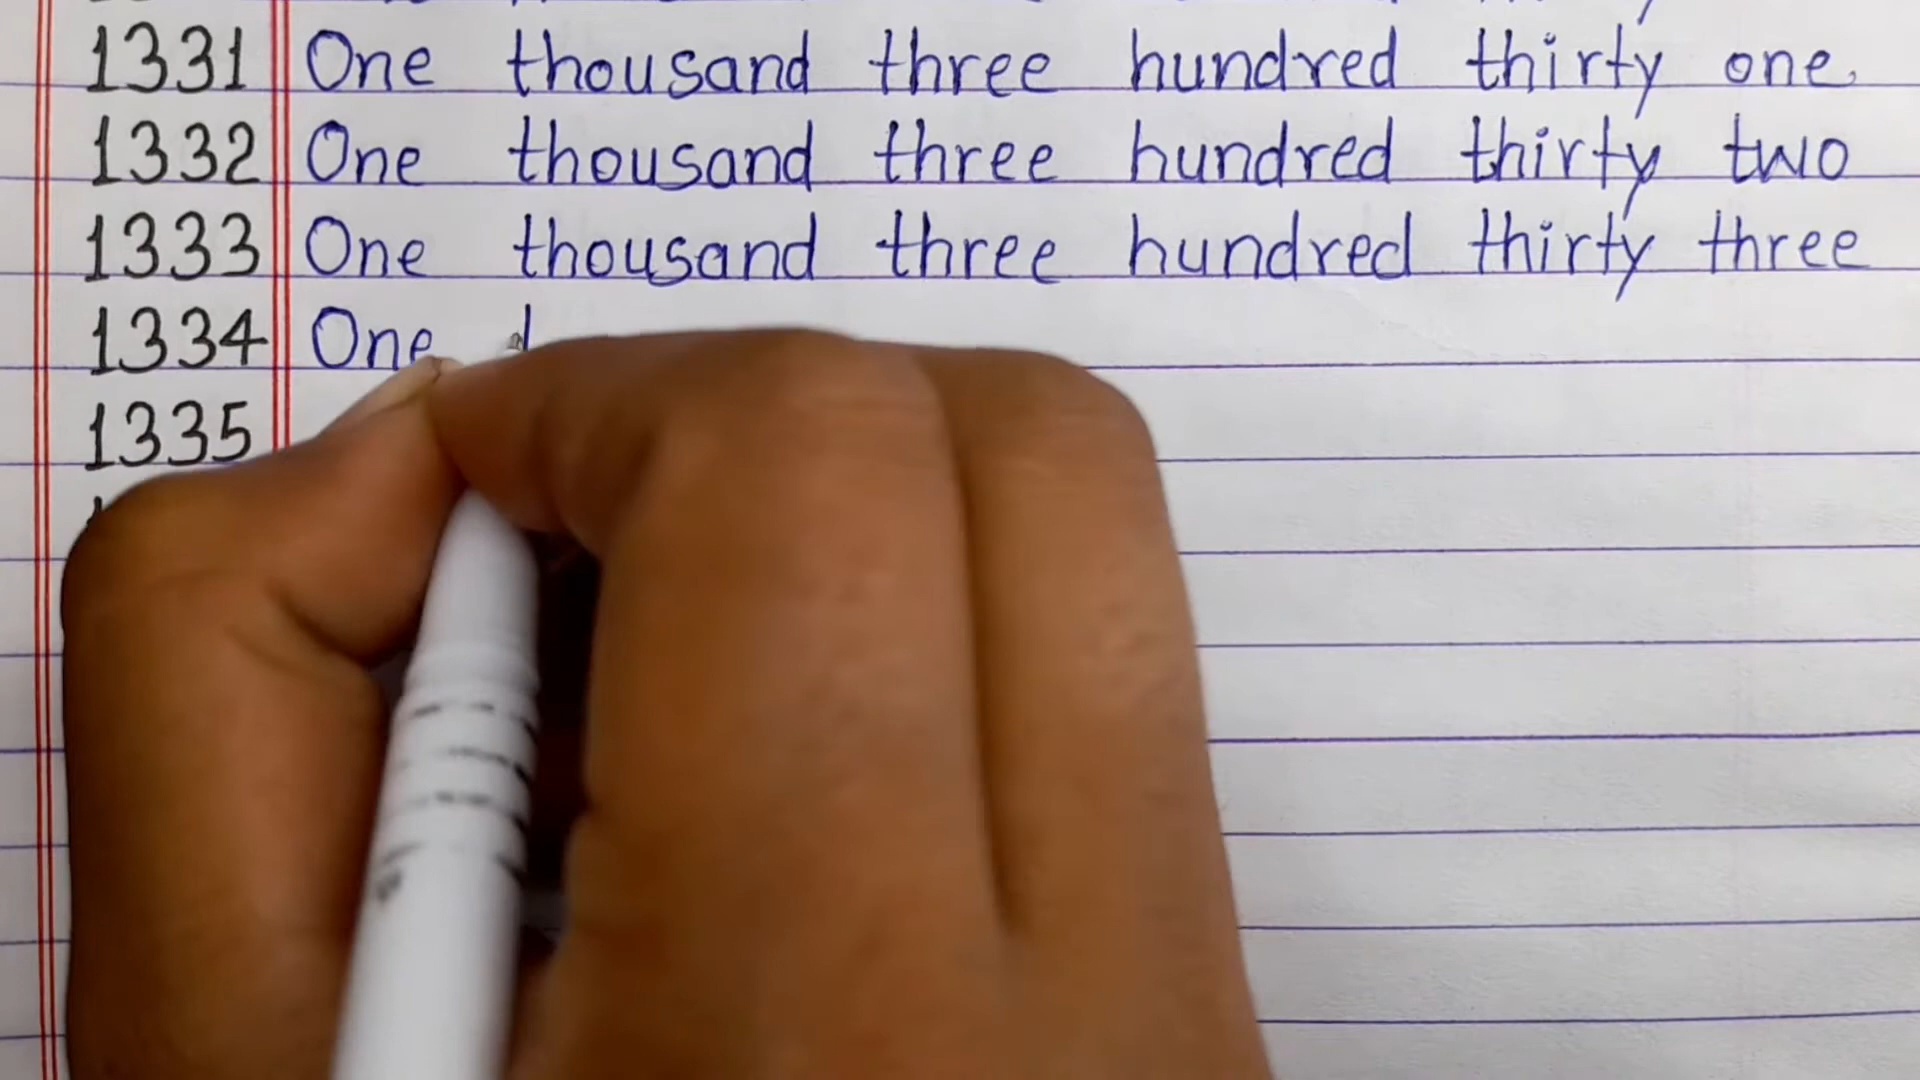 1331 One thousand three hundred thirty one
1332 One thousand three hundred thirty two
1333 One thousand three hundred thirty three
1334 One
1335